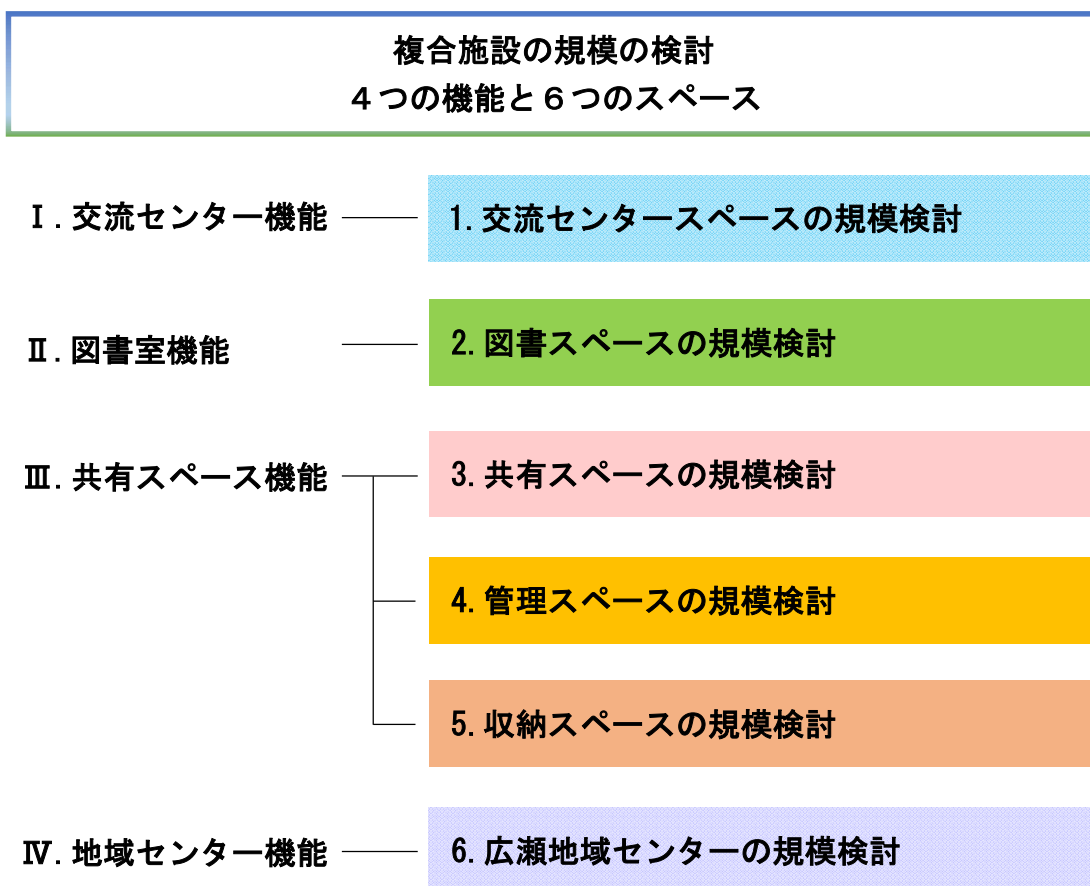 複合施設の規模の検討
４つの機能と６つのスペース
Ⅰ.交流センター機能
1.交流センタースペースの規模検討
Ⅱ.図書室機能
2.図書スペースの規模検討
Ⅲ.共有スペース機能
3.共有スペースの規模検討
4.管理スペースの規模検討
5.収納スペースの規模検討
Ⅳ.地域センター機能
6.広瀬地域センターの規模検討